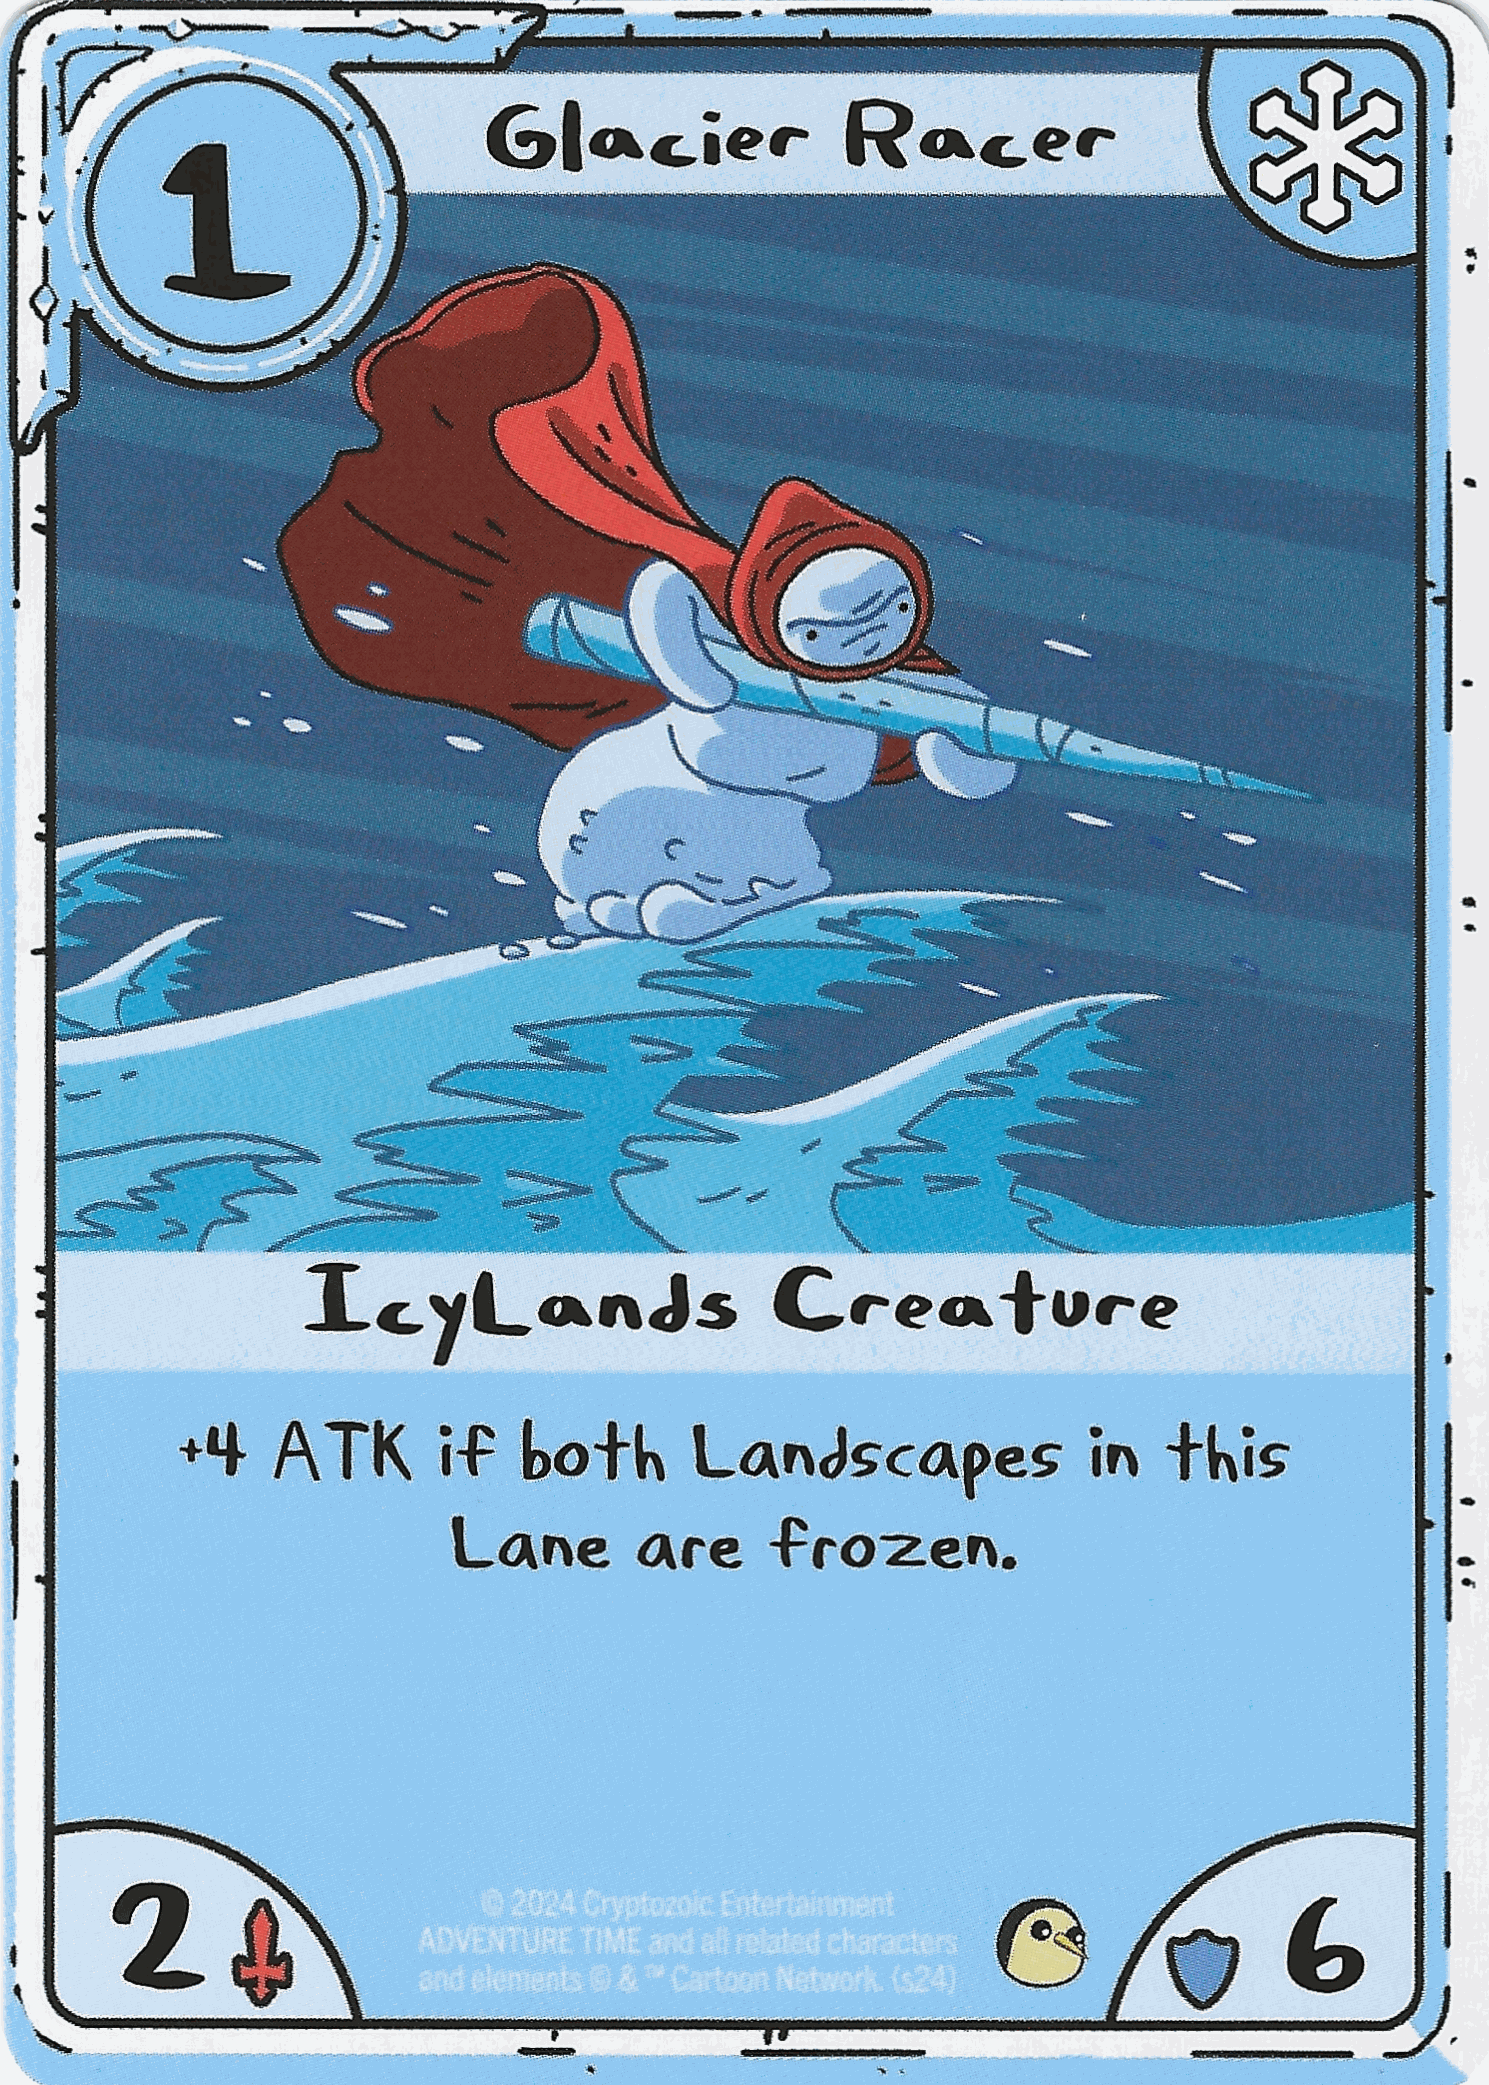 1
Glacier Racer
IcyLands Creature
+4 ATK if both Landscapes in this
Lane are frozen.
2
© 2024 Cryptozoic Entertainment
ADVENTURE TIME and all related characters
and elements © & ™ Cartoon Network. (s24)
6